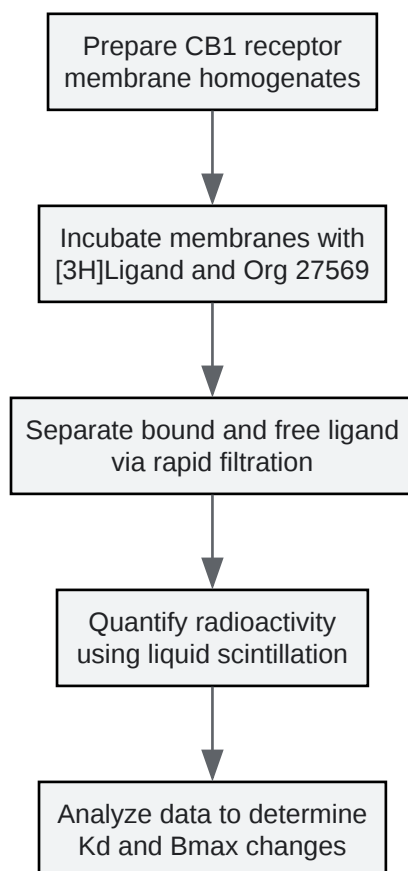 Prepare CB1 receptor
membrane homogenates
Incubate membranes with
[3H]Ligand and Org 27569
Separate bound and free ligand
via rapid filtration
Quantify radioactivity
using liquid scintillation
Analyze data to determine
Kd and Bmax changes